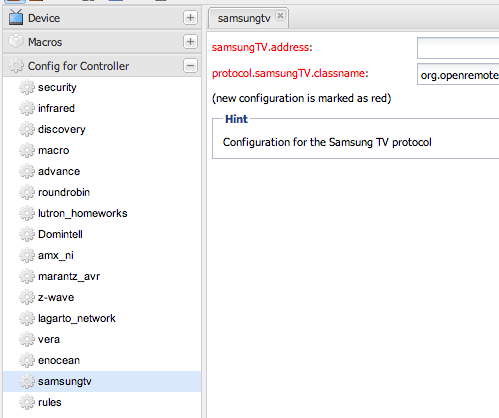 Device
Macros
Config for Controller
security
infrared
discovery
macro
advance
roundrobin
lutron_homeworks
Domintell
amx_ni
marantz_avr
z-wave
lagarto_network
vera
enocean
samsungtv
rules
samsungtv
samsungTV.address:
protocol.samsungTV.classname:
org.openremote
(new configuration is marked as red)
Hint
Configuration for the Samsung TV protocol